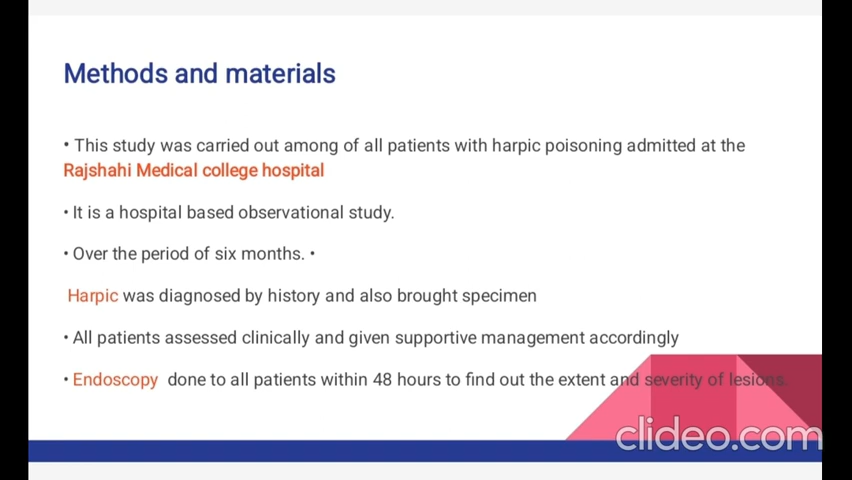 Methods and materials
• This study was carried out among of all patients with harpic poisoning admitted at the
Rajshahi Medical college hospital
• It is a hospital based observational study.
• Over the period of six months. •
Harpic was diagnosed by history and also brought specimen
• All patients assessed clinically and given supportive management accordingly
• Endoscopy done to all patients within 48 hours to find out the extent and severity of lesions.
clideo.com